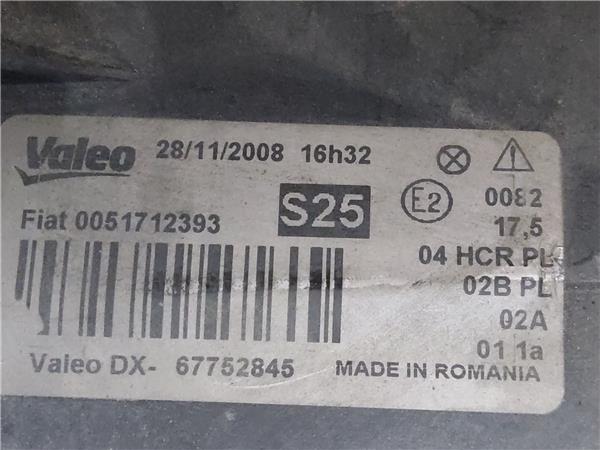 Valeo 28/11/2008 16h32
Fiat 0051712393 S25 E2 0082
17,5
04 HCR PL
02B PL
02A
01 1a
Valeo DX- 67752845 MADE IN ROMANIA